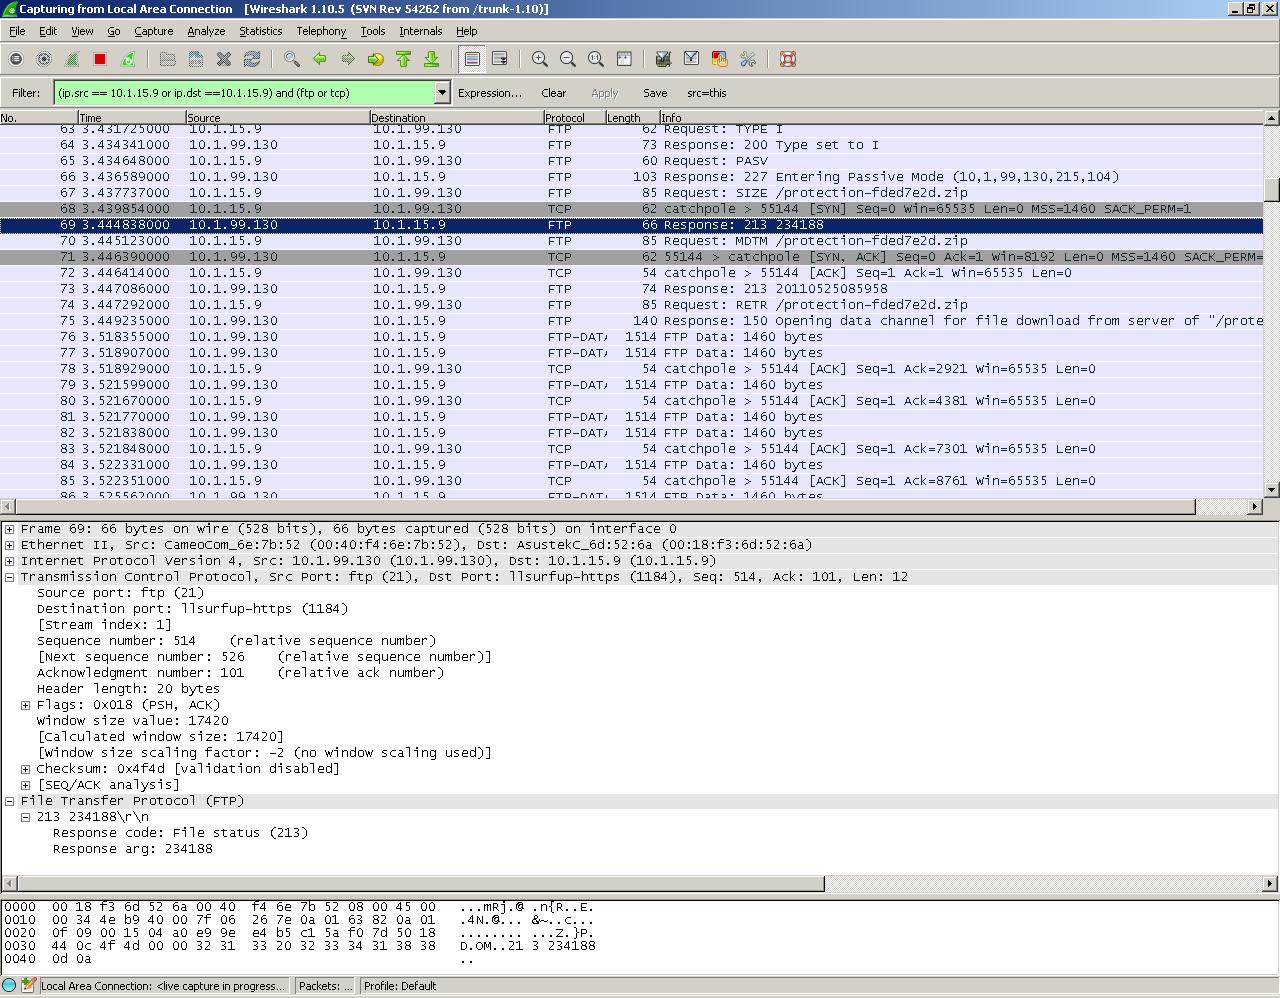 Capturing from Local Area Connection [Wireshark 1.10.5 (SVN Rev 54262 from /trunk-1.10)]
File Edit View Go Capture Analyze Statistics Telephony Tools Internals Help
Filter: (ip.src == 10.1.15.9 or ip.dst ==10.1.15.9) and (ftp or tcp) Expression... Clear Apply Save src=this
No. Time Source Destination Protocol Length Info
63 3.431725000 10.1.15.9 10.1.99.130 FTP 62 Request: TYPE I
64 3.434341000 10.1.99.130 10.1.15.9 FTP 73 Response: 200 Type set to I
65 3.434648000 10.1.15.9 10.1.99.130 FTP 60 Request: PASV
66 3.436589000 10.1.99.130 10.1.15.9 FTP 103 Response: 227 Entering Passive Mode (10,1,99,130,215,104)
67 3.437737000 10.1.15.9 10.1.99.130 FTP 85 Request: SIZE /protection-fded7e2d.zip
68 3.439854000 10.1.15.9 10.1.99.130 TCP 62 catchpole > 55144 [SYN] Seq=0 Win=65535 Len=0 MSS=1460 SACK_PERM=1
69 3.444838000 10.1.99.130 10.1.15.9 FTP 66 Response: 213 234188
70 3.445123000 10.1.15.9 10.1.99.130 FTP 85 Request: MDTM /protection-fded7e2d.zip
71 3.446390000 10.1.99.130 10.1.15.9 TCP 62 55144 > catchpole [SYN, ACK] Seq=0 Ack=1 Win=8192 Len=0 MSS=1460 SACK_PERM=
72 3.446414000 10.1.15.9 10.1.99.130 TCP 54 catchpole > 55144 [ACK] Seq=1 Ack=1 Win=65535 Len=0
73 3.447086000 10.1.99.130 10.1.15.9 FTP 74 Response: 213 20110525085958
74 3.447292000 10.1.15.9 10.1.99.130 FTP 85 Request: RETR /protection-fded7e2d.zip
75 3.449235000 10.1.99.130 10.1.15.9 FTP 140 Response: 150 Opening data channel for file download from server of "/prote
76 3.518355000 10.1.99.130 10.1.15.9 FTP-DAT 1514 FTP Data: 1460 bytes
77 3.518907000 10.1.99.130 10.1.15.9 FTP-DAT 1514 FTP Data: 1460 bytes
78 3.518929000 10.1.15.9 10.1.99.130 TCP 54 catchpole > 55144 [ACK] Seq=1 Ack=2921 Win=65535 Len=0
79 3.521599000 10.1.99.130 10.1.15.9 FTP-DAT 1514 FTP Data: 1460 bytes
80 3.521670000 10.1.15.9 10.1.99.130 TCP 54 catchpole > 55144 [ACK] Seq=1 Ack=4381 Win=65535 Len=0
81 3.521770000 10.1.99.130 10.1.15.9 FTP-DAT 1514 FTP Data: 1460 bytes
82 3.521838000 10.1.99.130 10.1.15.9 FTP-DAT 1514 FTP Data: 1460 bytes
83 3.521848000 10.1.15.9 10.1.99.130 TCP 54 catchpole > 55144 [ACK] Seq=1 Ack=7301 Win=65535 Len=0
84 3.522331000 10.1.99.130 10.1.15.9 FTP-DAT 1514 FTP Data: 1460 bytes
85 3.522351000 10.1.15.9 10.1.99.130 TCP 54 catchpole > 55144 [ACK] Seq=1 Ack=8761 Win=65535 Len=0
86 3.525562000 10.1.99.130 10.1.15.9 FTP-DAT 1514 FTP Data: 1460 bytes
Frame 69: 66 bytes on wire (528 bits), 66 bytes captured (528 bits) on interface 0
Ethernet II, Src: CameoCom_6e:7b:52 (00:40:f4:6e:7b:52), Dst: AsustekC_6d:52:6a (00:18:f3:6d:52:6a)
Internet Protocol Version 4, Src: 10.1.99.130 (10.1.99.130), Dst: 10.1.15.9 (10.1.15.9)
Transmission Control Protocol, Src Port: ftp (21), Dst Port: llsurfup-https (1184), Seq: 514, Ack: 101, Len: 12
Source port: ftp (21)
Destination port: llsurfup-https (1184)
[Stream index: 1]
Sequence number: 514 (relative sequence number)
[Next sequence number: 526 (relative sequence number)]
Acknowledgment number: 101 (relative ack number)
Header length: 20 bytes
Flags: 0x018 (PSH, ACK)
Window size value: 17420
[Calculated window size: 17420]
[Window size scaling factor: -2 (no window scaling used)]
Checksum: 0x4f4d [validation disabled]
[SEQ/ACK analysis]
File Transfer Protocol (FTP)
213 234188\r\n
Response code: File status (213)
Response arg: 234188
0000 00 18 f3 6d 52 6a 00 40 f4 6e 7b 52 08 00 45 00 ...mRj.@ .n{R..E.
0010 00 34 4e b9 40 00 7f 06 26 7e 0a 01 63 82 0a 01 .4N.@... &~..c...
0020 0f 09 00 15 04 a0 e9 9e e4 b5 c1 5a f0 7d 50 18 ........ ...Z.}P.
0030 44 0c 4f 4d 00 00 32 31 33 20 32 33 34 31 38 38 D.OM..21 3 234188
0040 0d 0a ..
Local Area Connection: <live capture in progress... Packets: ... Profile: Default